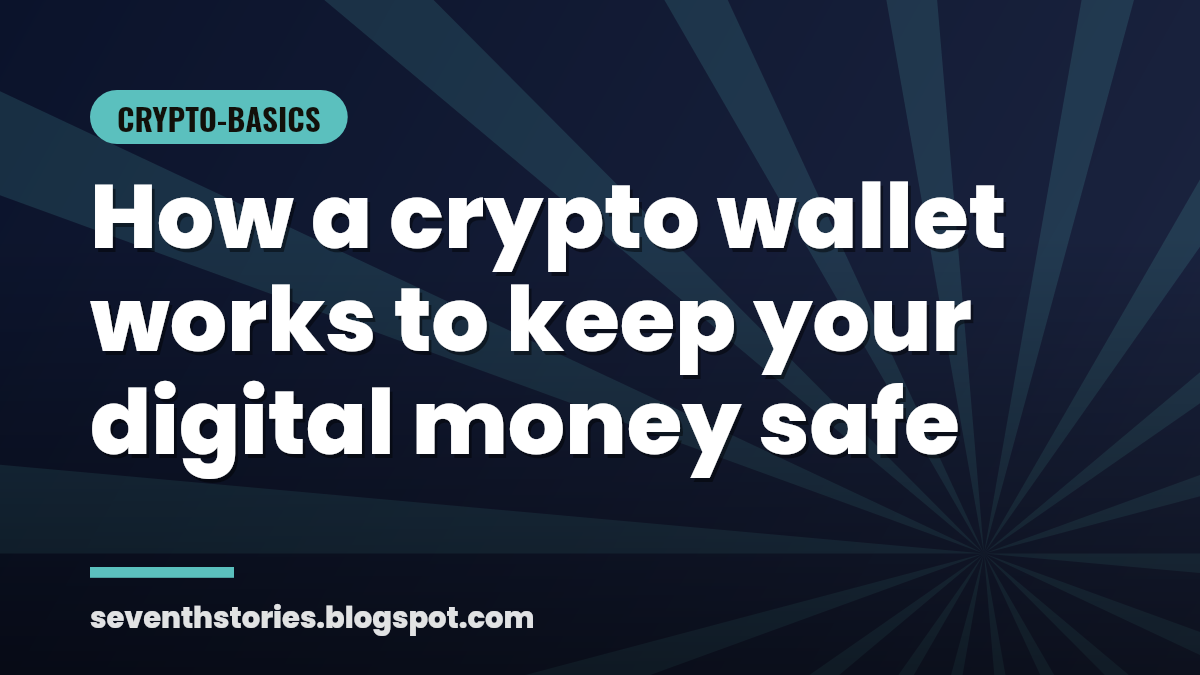 CRYPTO-BASICS
How a crypto wallet
works to keep your
digital money safe
seventhstories.blogspot.com